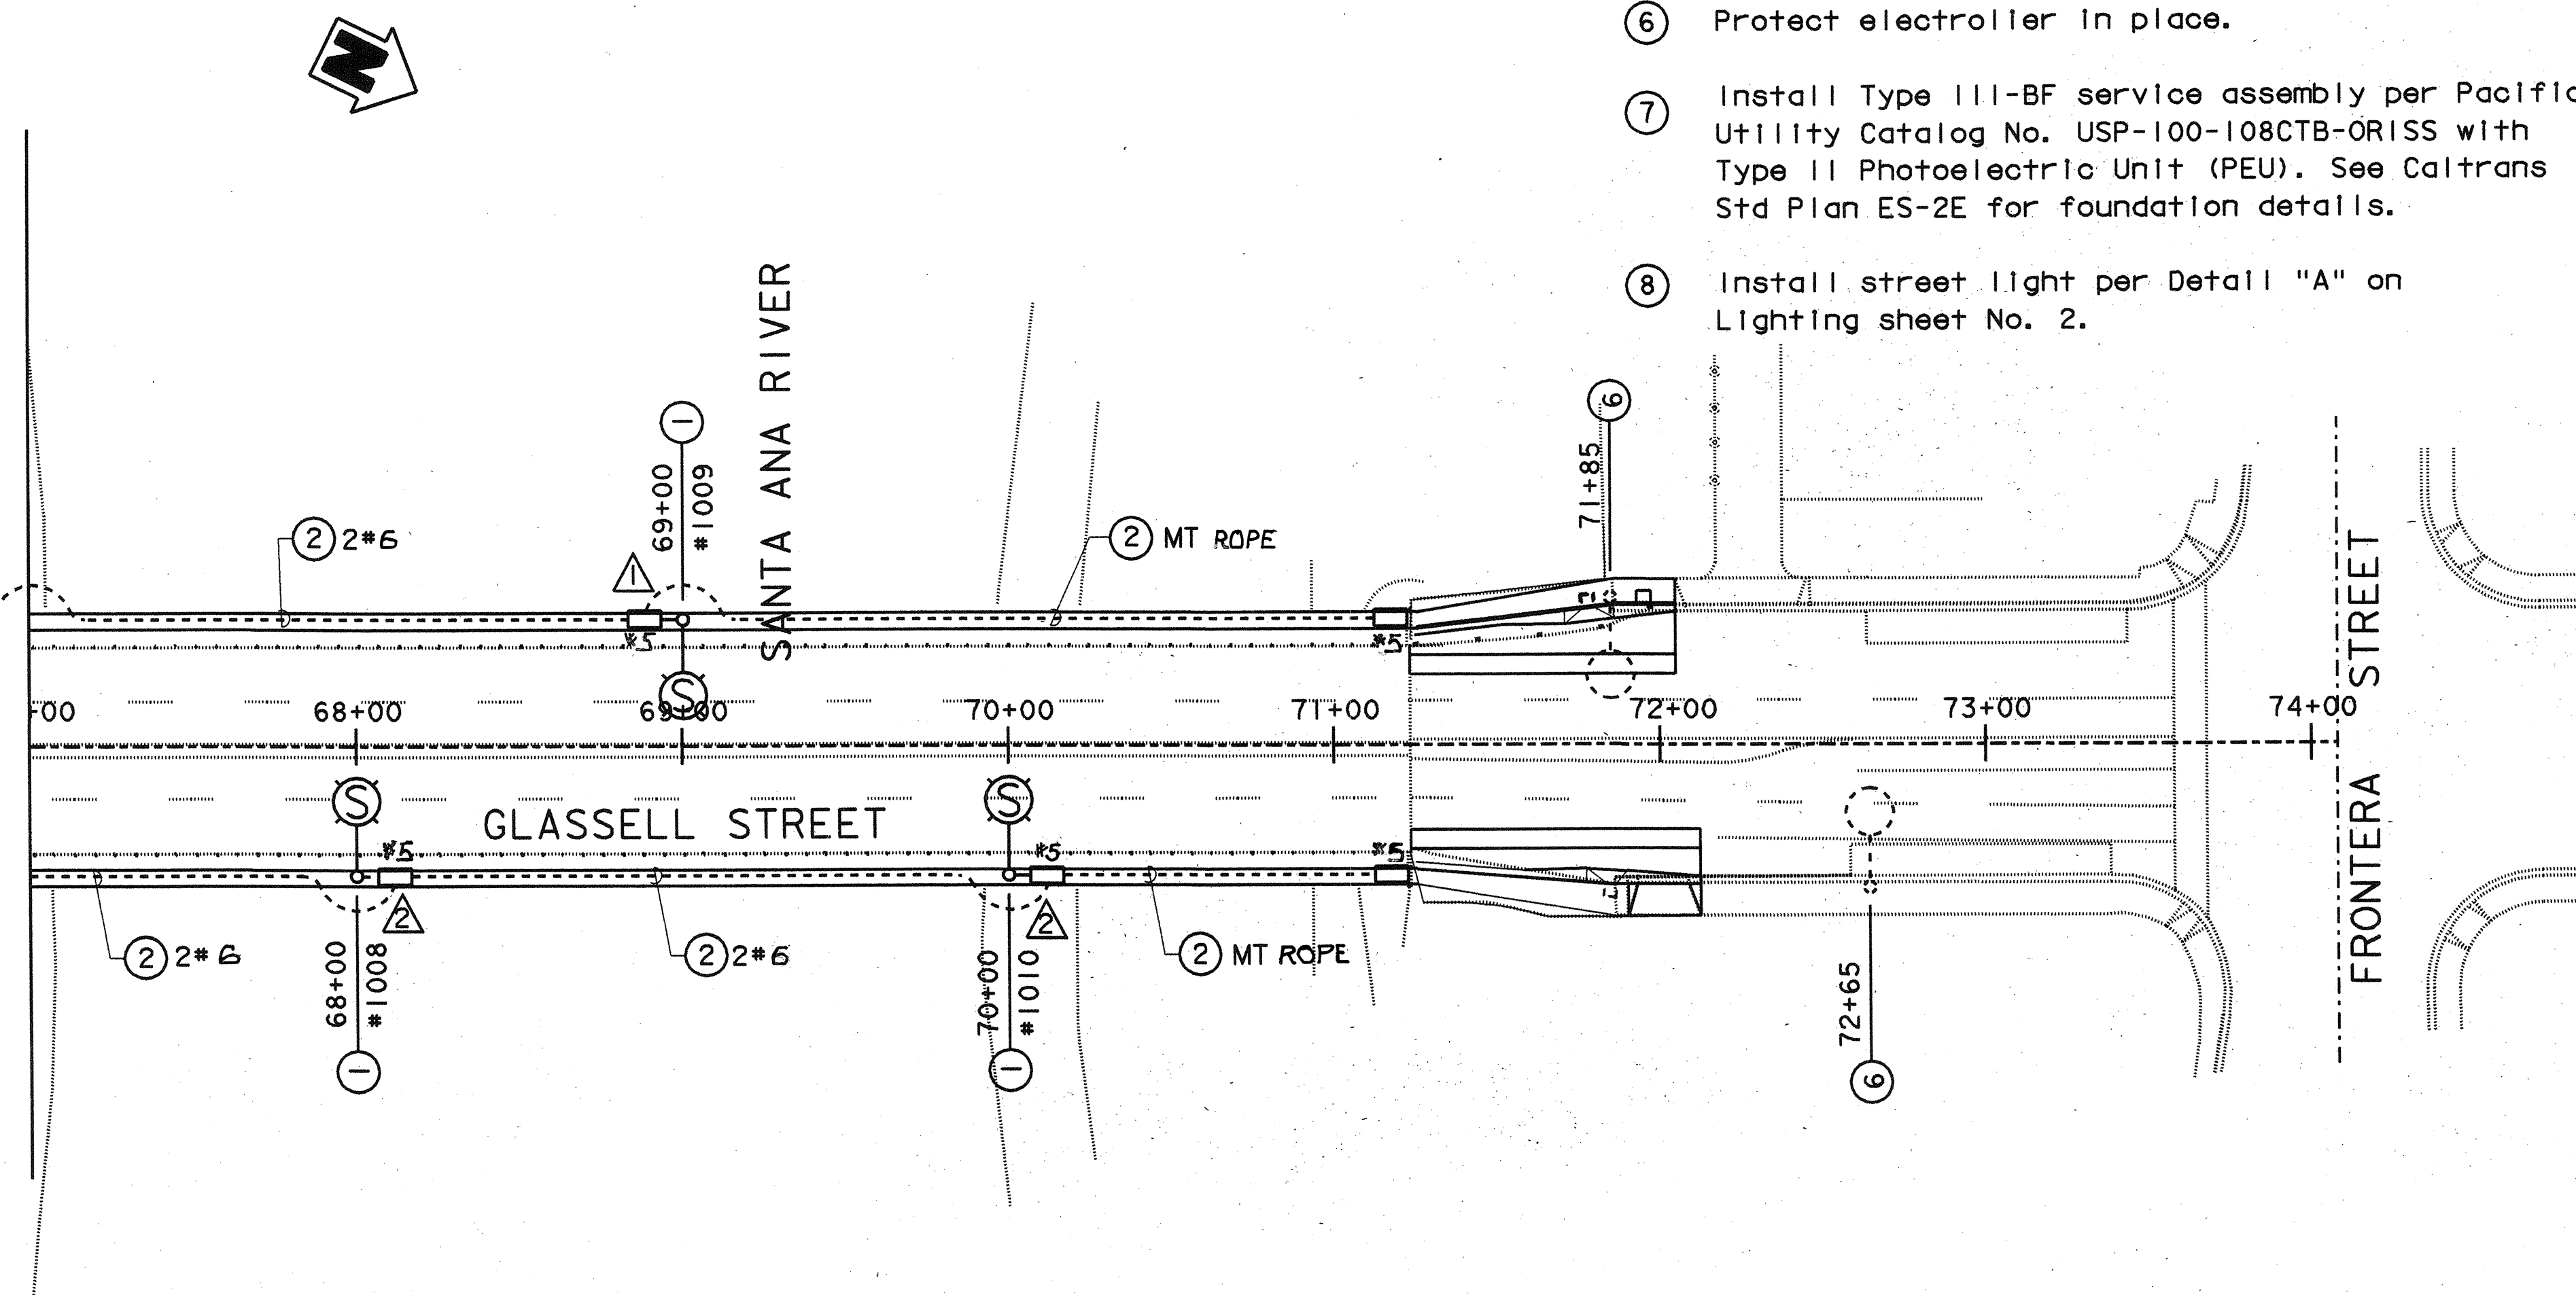 N
6 Protect electrolier in place.
7 Install Type III-BF service assembly per Pacific
Utility Catalog No. USP-100-108CTB-ORISS with
Type II Photoelectric Unit (PEU). See Caltrans
Std Plan ES-2E for foundation details.
8 Install street light per Detail "A" on
Lighting sheet No. 2.
SANTA ANA RIVER
1
69+00
#1009
6
71+85
2 2#6
2 MT ROPE
1
#5
#5
S
-00
68+00
69+00
70+00
71+00
72+00
73+00
74+00
FRONTERA STREET
S
S
GLASSELL STREET
#5
#5
#5
2
2
2 2#6
68+00
#1008
2 2#6
70+00
#1010
2 MT ROPE
72+65
1
1
6